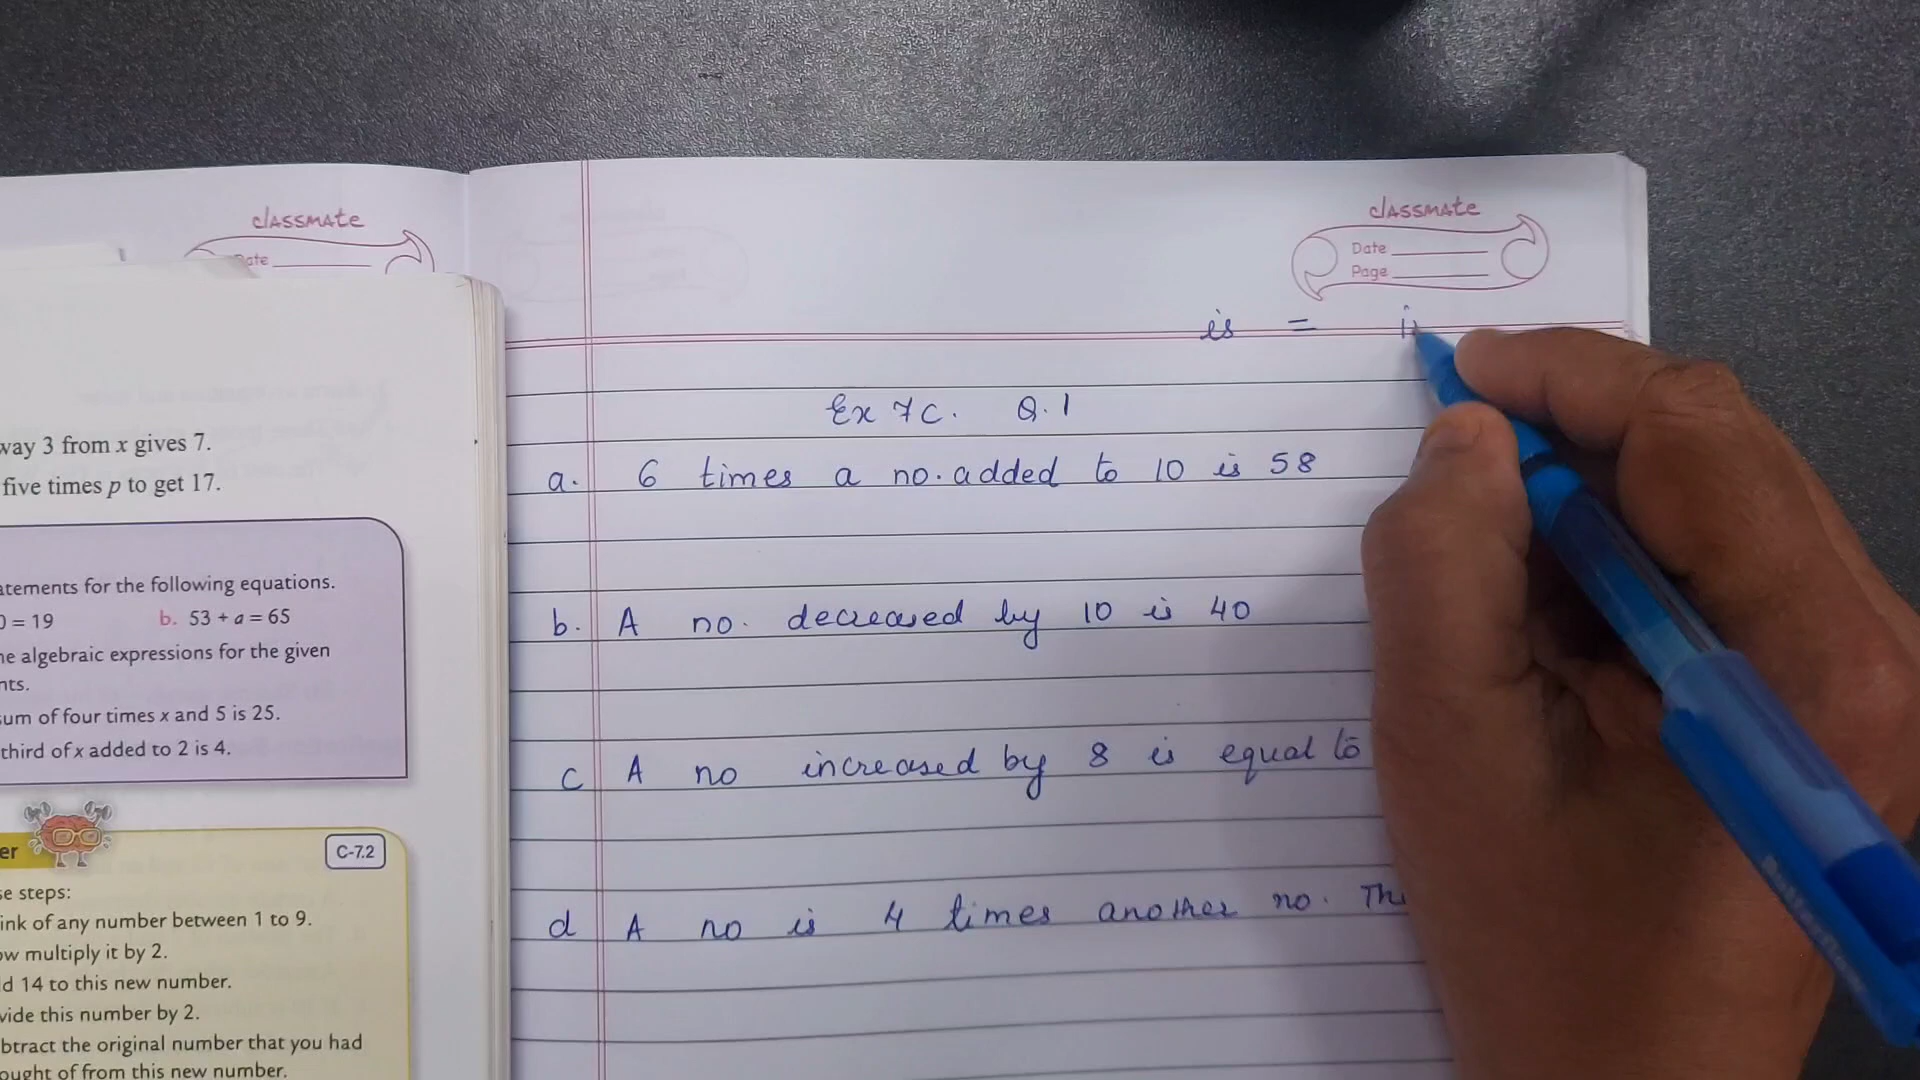 classmate
Date
classmate
Date
Page
is = i
Ex 7C. Q.1
a. 6 times a no. added to 10 is 58
b. A no. decreased by 10 is 40
c A no increased by 8 is equal to
d A no is 4 times another no. Th
way 3 from x gives 7.
five times p to get 17.
atements for the following equations.
0 = 19 b. 53 + a = 65
he algebraic expressions for the given
nts.
sum of four times x and 5 is 25.
third of x added to 2 is 4.
er C-7.2
se steps:
ink of any number between 1 to 9.
ow multiply it by 2.
d 14 to this new number.
vide this number by 2.
btract the original number that you had
ought of from this new number.